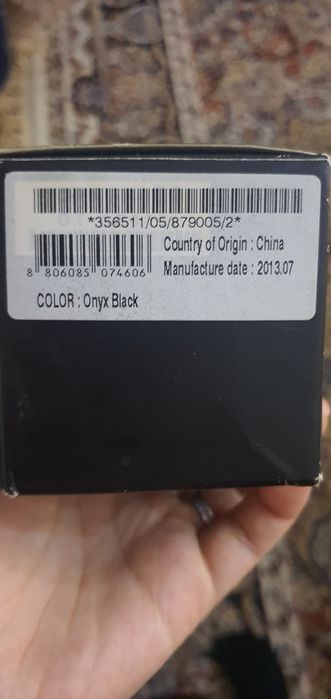 *356511/05/879005/2*
Country of Origin : China
8 806085 074606
Manufacture date : 2013.07
COLOR : Onyx Black